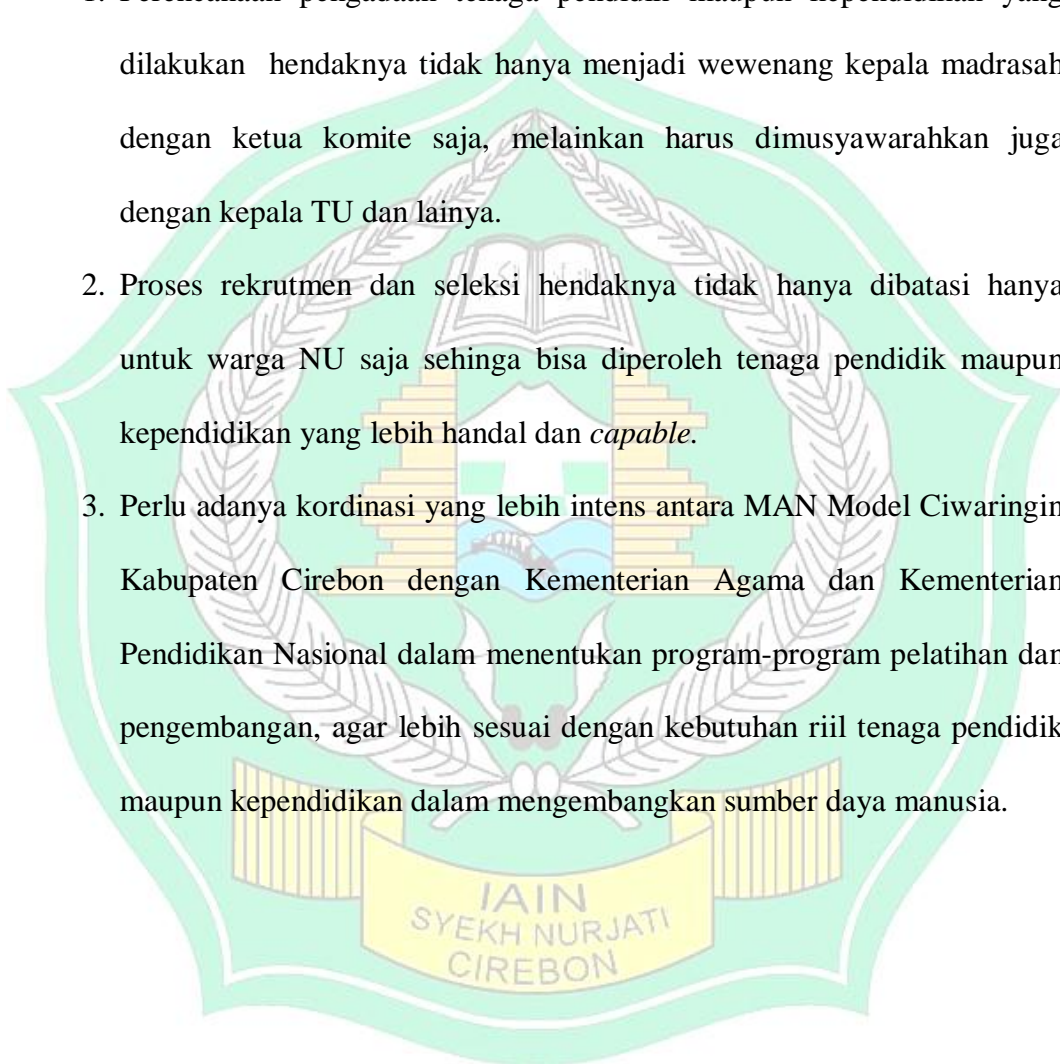 dilakukan hendaknya tidak hanya menjadi wewenang kepala madrasah
dengan ketua komite saja, melainkan harus dimusyawarahkan juga
dengan kepala TU dan lainya.
2. Proses rekrutmen dan seleksi hendaknya tidak hanya dibatasi hanya
untuk warga NU saja sehinga bisa diperoleh tenaga pendidik maupun
kependidikan yang lebih handal dan capable.
3. Perlu adanya kordinasi yang lebih intens antara MAN Model Ciwaringin
Kabupaten Cirebon dengan Kementerian Agama dan Kementerian
Pendidikan Nasional dalam menentukan program-program pelatihan dan
pengembangan, agar lebih sesuai dengan kebutuhan riil tenaga pendidik
maupun kependidikan dalam mengembangkan sumber daya manusia.
IAIN
SYEKH NURJATI
CIREBON